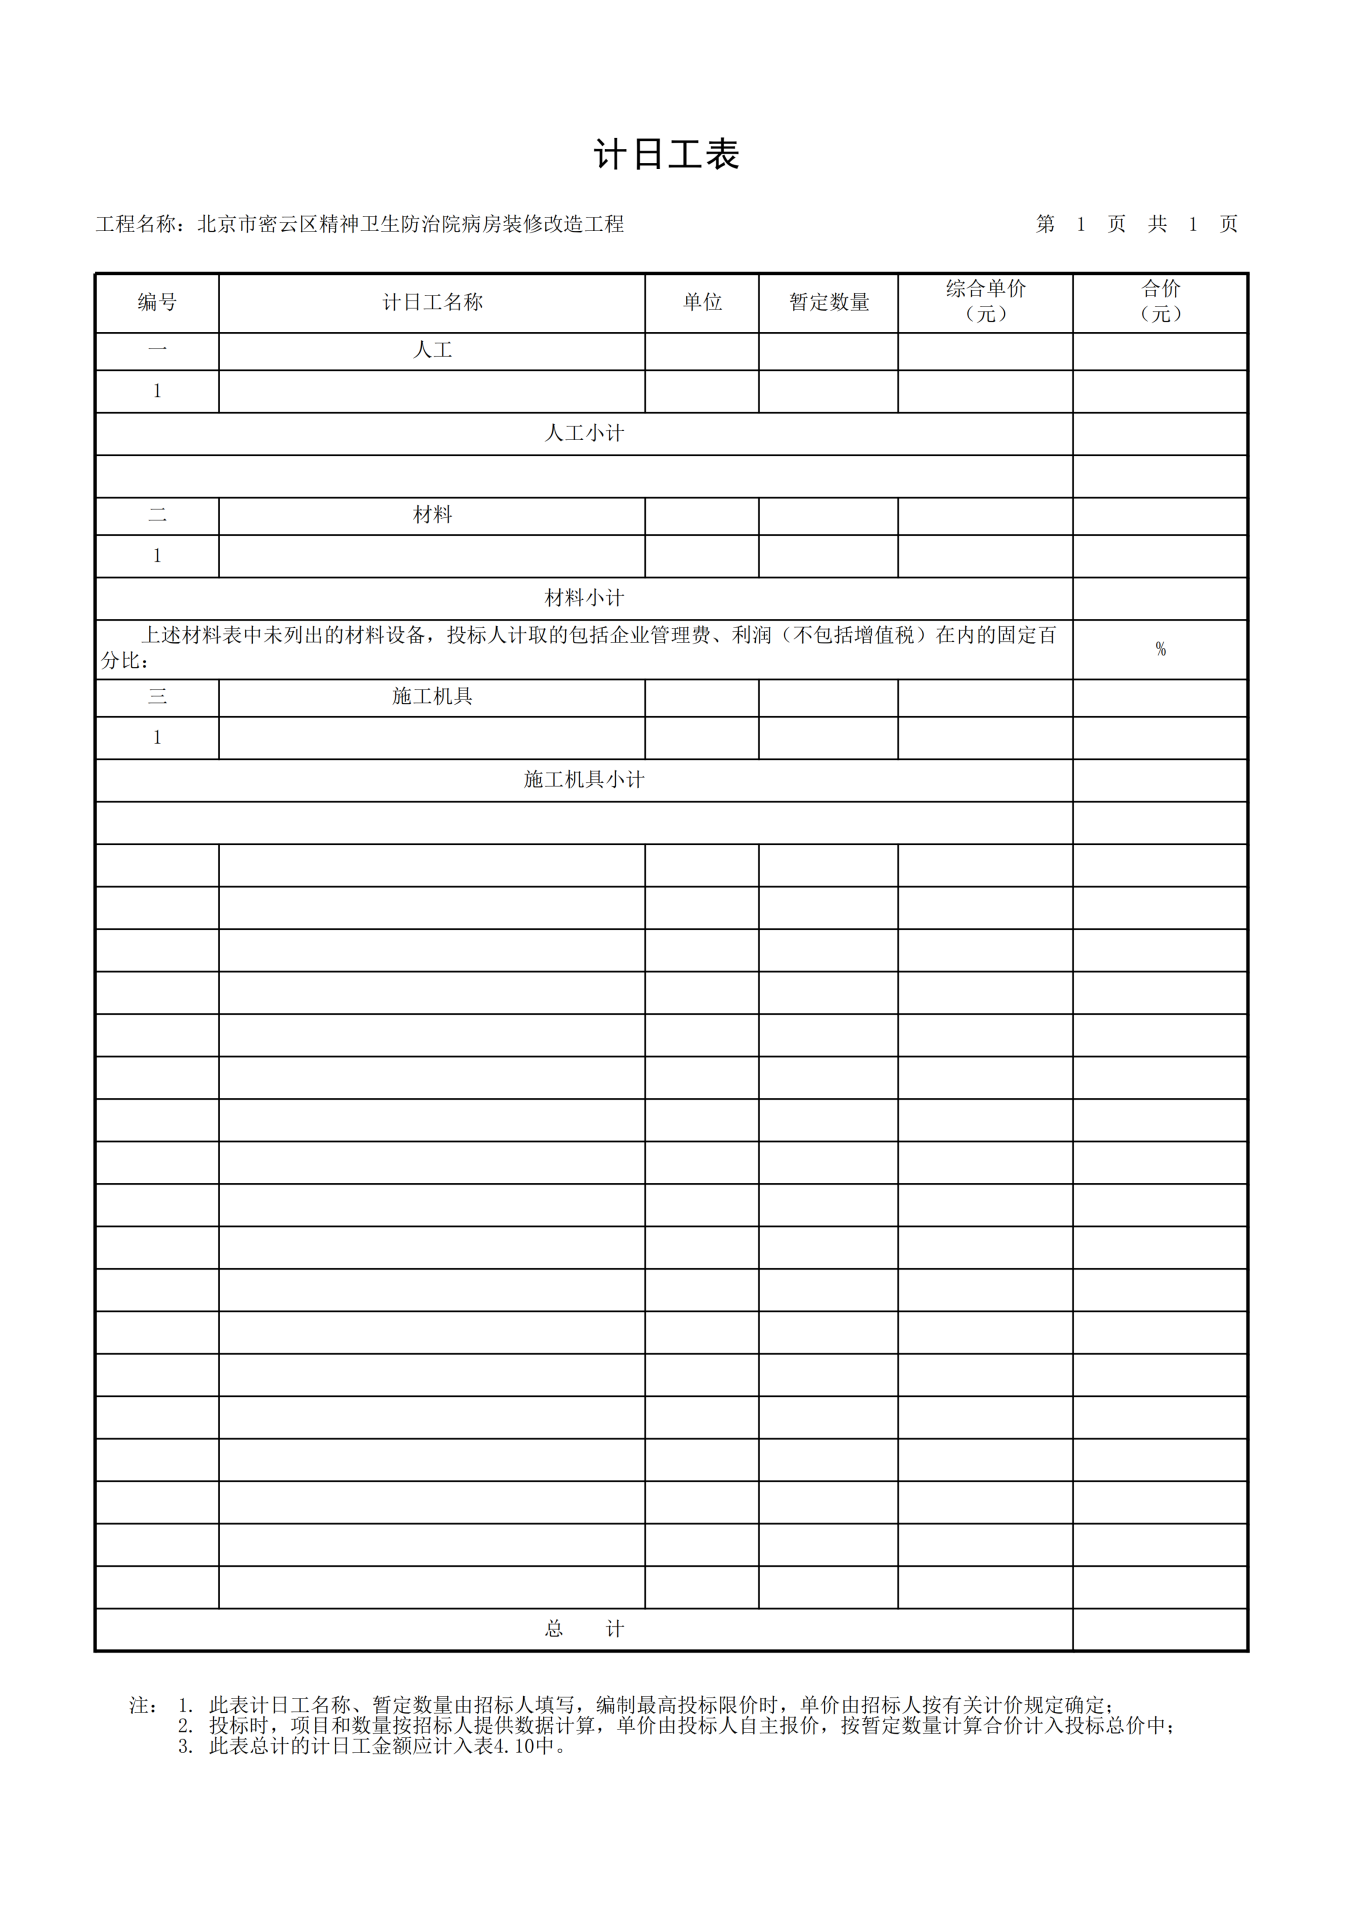 计日工表
工程名称：北京市密云区精神卫生防治院病房装修改造工程 第 1 页 共 1 页
编号 计日工名称 单位 暂定数量 综合单价（元） 合价（元）
一 人工
1
人工小计
二 材料
1
材料小计
上述材料表中未列出的材料设备，投标人计取的包括企业管理费、利润（不包括增值税）在内的固定百
分比： %
三 施工机具
1
施工机具小计
总 计
注： 1. 此表计日工名称、暂定数量由招标人填写，编制最高投标限价时，单价由招标人按有关计价规定确定；
2. 投标时，项目和数量按招标人提供数据计算，单价由投标人自主报价，按暂定数量计算合价计入投标总价中；
3. 此表总计的计日工金额应计入表4.10中。